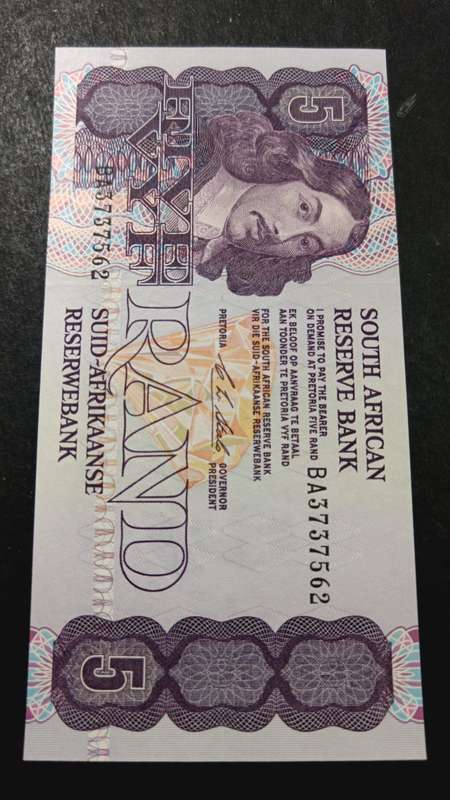 5
SOUTH AFRICAN
RESERVE BANK
I PROMISE TO PAY THE BEARER
ON DEMAND AT PRETORIA FIVE RAND
EK BELOOF OP AANVRAAG TE BETAAL
AAN TOONDER TE PRETORIA VYF RAND
BA3737562
FOR THE SOUTH AFRICAN RESERVE BANK
VIR DIE SUID-AFRIKAANSE RESERWEBANK
PRETORIA
GOVERNOR
PRESIDENT
FIVE
VYF
RAND
BA3737562
SUID-AFRIKAANSE
RESERWEBANK
5